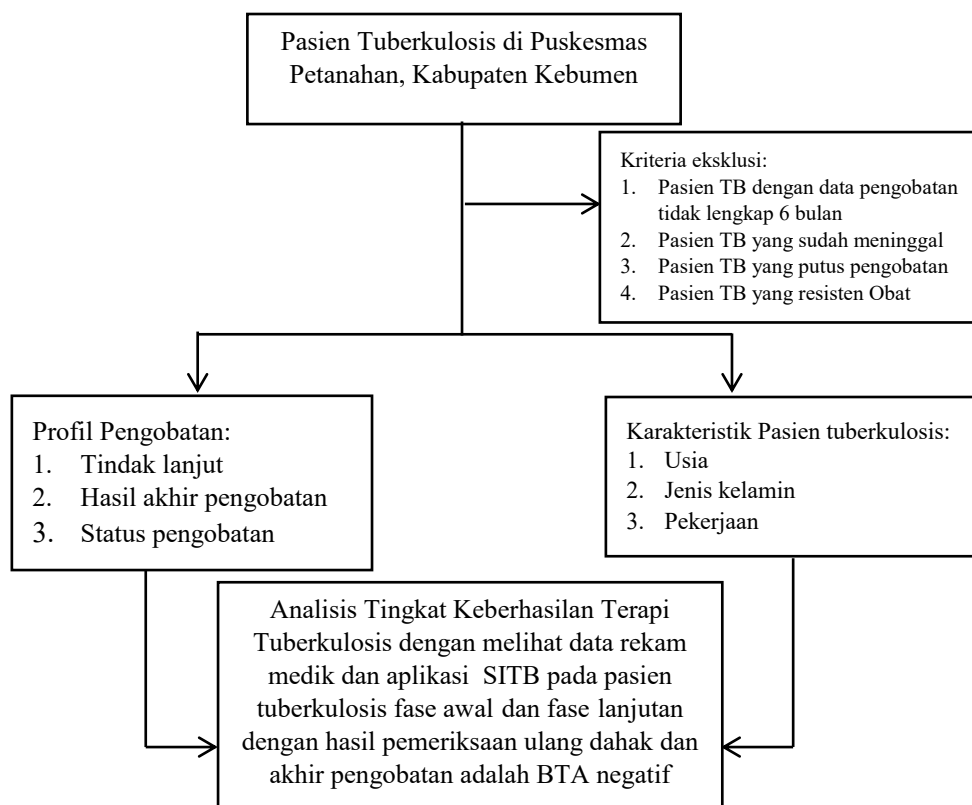 Pasien Tuberkulosis di Puskesmas
Petanahan, Kabupaten Kebumen
Kriteria eksklusi:
1. Pasien TB dengan data pengobatan
tidak lengkap 6 bulan
2. Pasien TB yang sudah meninggal
3. Pasien TB yang putus pengobatan
4. Pasien TB yang resisten Obat
Profil Pengobatan:
1. Tindak lanjut
2. Hasil akhir pengobatan
3. Status pengobatan
Karakteristik Pasien tuberkulosis:
1. Usia
2. Jenis kelamin
3. Pekerjaan
Analisis Tingkat Keberhasilan Terapi
Tuberkulosis dengan melihat data rekam
medik dan aplikasi SITB pada pasien
tuberkulosis fase awal dan fase lanjutan
dengan hasil pemeriksaan ulang dahak dan
akhir pengobatan adalah BTA negatif